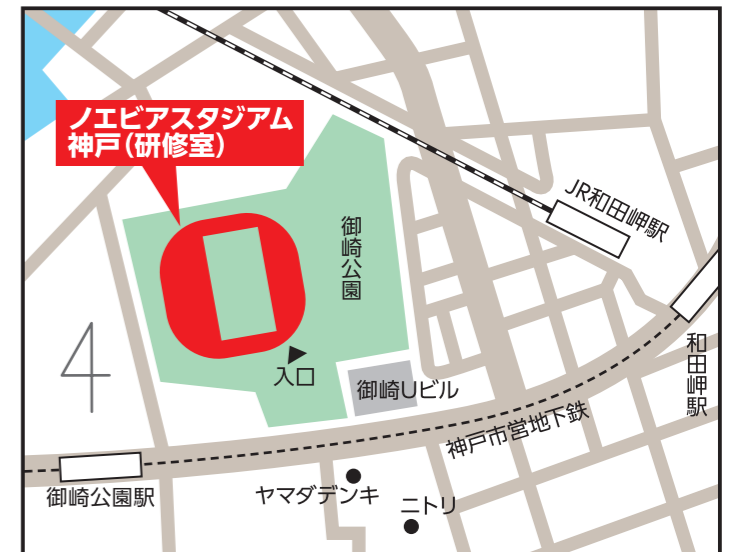 ノエビアスタジアム
神戸(研修室)
御崎公園
JR和田岬駅
4
入口
御崎Uビル
和田岬駅
神戸市営地下鉄
御崎公園駅
ヤマダデンキ
ニトリ